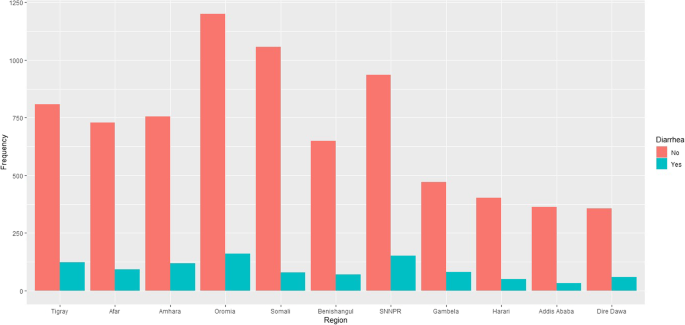 1250
1000
750
500
250
0
Frequency
Tigray Afar Amhara Oromia Somali Benishangul SNNPR Gambela Harari Addis Ababa Dire Dawa
Region
Diarrhea
No
Yes